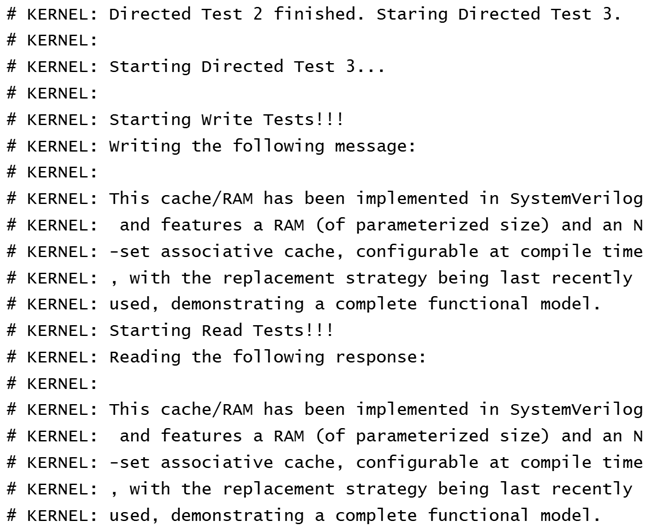 # KERNEL: Directed Test 2 finished. Staring Directed Test 3.
# KERNEL:
# KERNEL: Starting Directed Test 3...
# KERNEL:
# KERNEL: Starting Write Tests!!!
# KERNEL: Writing the following message:
# KERNEL:
# KERNEL: This cache/RAM has been implemented in SystemVerilog
# KERNEL:  and features a RAM (of parameterized size) and an N
# KERNEL: -set associative cache, configurable at compile time
# KERNEL: , with the replacement strategy being last recently
# KERNEL: used, demonstrating a complete functional model.
# KERNEL: Starting Read Tests!!!
# KERNEL: Reading the following response:
# KERNEL:
# KERNEL: This cache/RAM has been implemented in SystemVerilog
# KERNEL:  and features a RAM (of parameterized size) and an N
# KERNEL: -set associative cache, configurable at compile time
# KERNEL: , with the replacement strategy being last recently
# KERNEL: used, demonstrating a complete functional model.